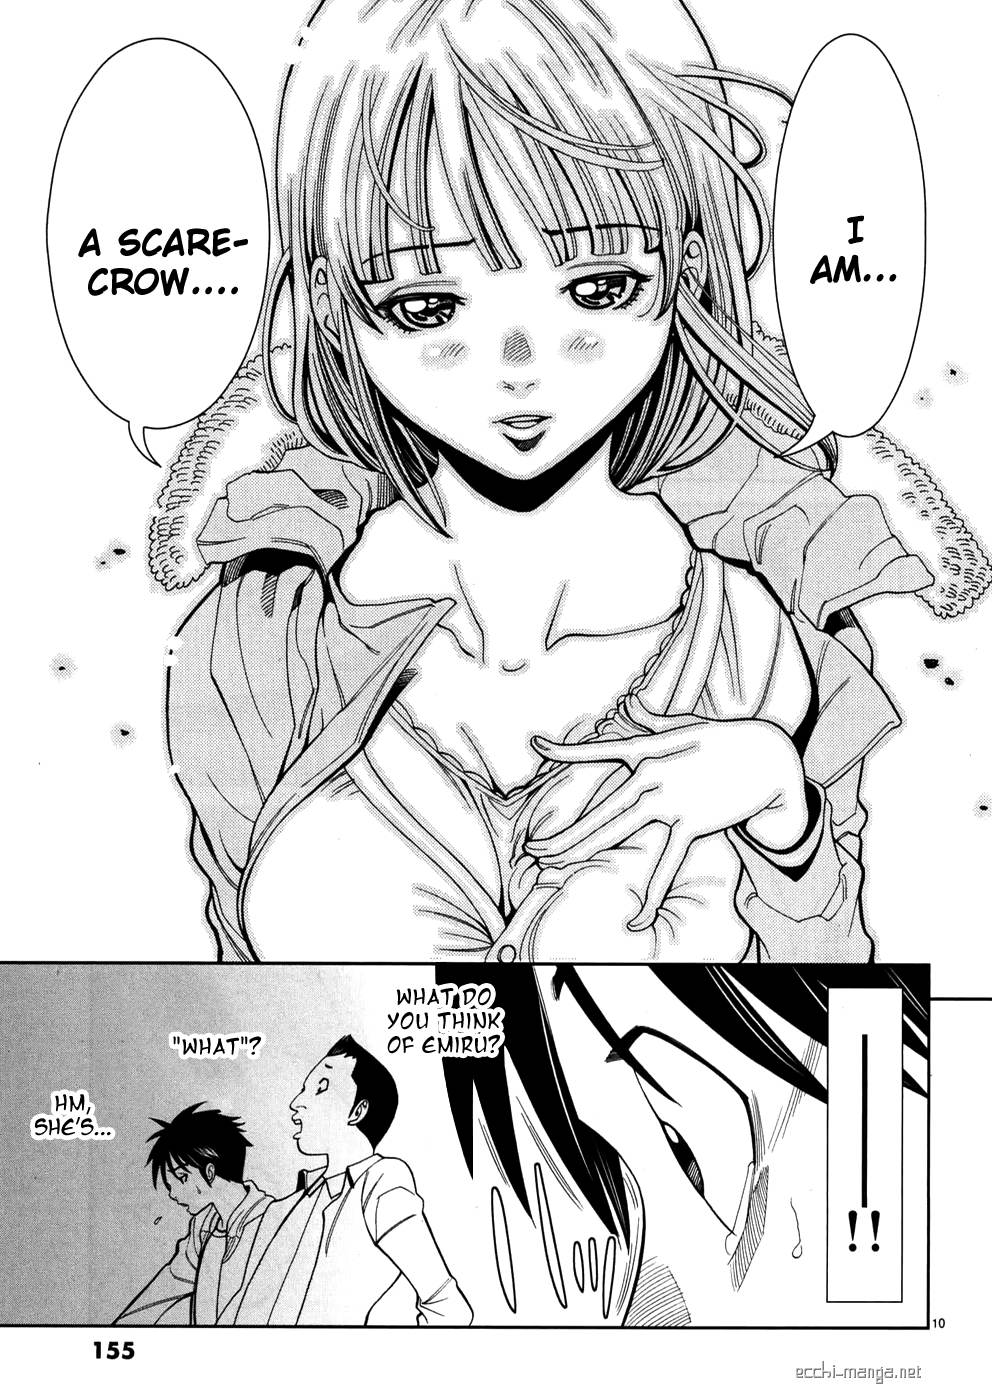 I
AM...
A SCARE-
CROW....
!!
WHAT DO
YOU THINK
OF EMIRU?
"WHAT"?
HM,
SHE'S...
10
155
ecchi-manga.net